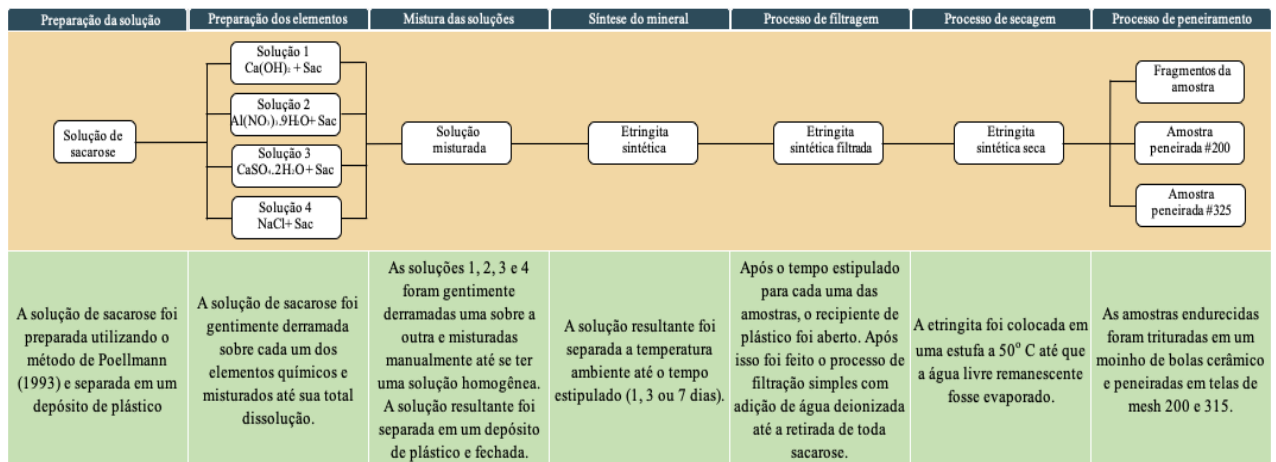 Preparação da solução
Preparação dos elementos
Mistura das soluções
Síntese do mineral
Processo de filtragem
Processo de secagem
Processo de peneiramento
Solução de
sacarose
Solução 1
Ca(OH)₂ + Sac
Solução 2
Al(NO₃)₃.9H₂O+ Sac
Solução 3
CaSO₄.2H₂O + Sac
Solução 4
NaCl+ Sac
Solução
misturada
Etringita
sintética
Etringita
sintética filtrada
Etringita
sintética seca
Fragmentos da
amostra
Amostra
peneirada #200
Amostra
peneirada #325
A solução de sacarose foi
preparada utilizando o
método de Poellmann
(1993) e separada em um
depósito de plástico
A solução de sacarose foi
gentimente derramada
sobre cada um dos
elementos químicos e
misturados até sua total
dissolução.
As soluções 1, 2, 3 e 4
foram gentimente
derramadas uma sobre a
outra e misturadas
manualmente até se ter
uma solução homogênea.
A solução resultante foi
separada em um depósito
de plástico e fechada.
A solução resultante foi
separada a temperatura
ambiente até o tempo
estipulado (1, 3 ou 7 dias).
Após o tempo estipulado
para cada uma das
amostras, o recipiente de
plástico foi aberto. Após
isso foi feito o processo de
filtração simples com
adição de água deionizada
até a retirada de toda
sacarose.
A etringita foi colocada em
uma estufa a 50° C até que
a água livre remanescente
fosse evaporado.
As amostras endurecidas
foram trituradas em um
moinho de bolas cerâmico
e peneiradas em telas de
mesh 200 e 315.